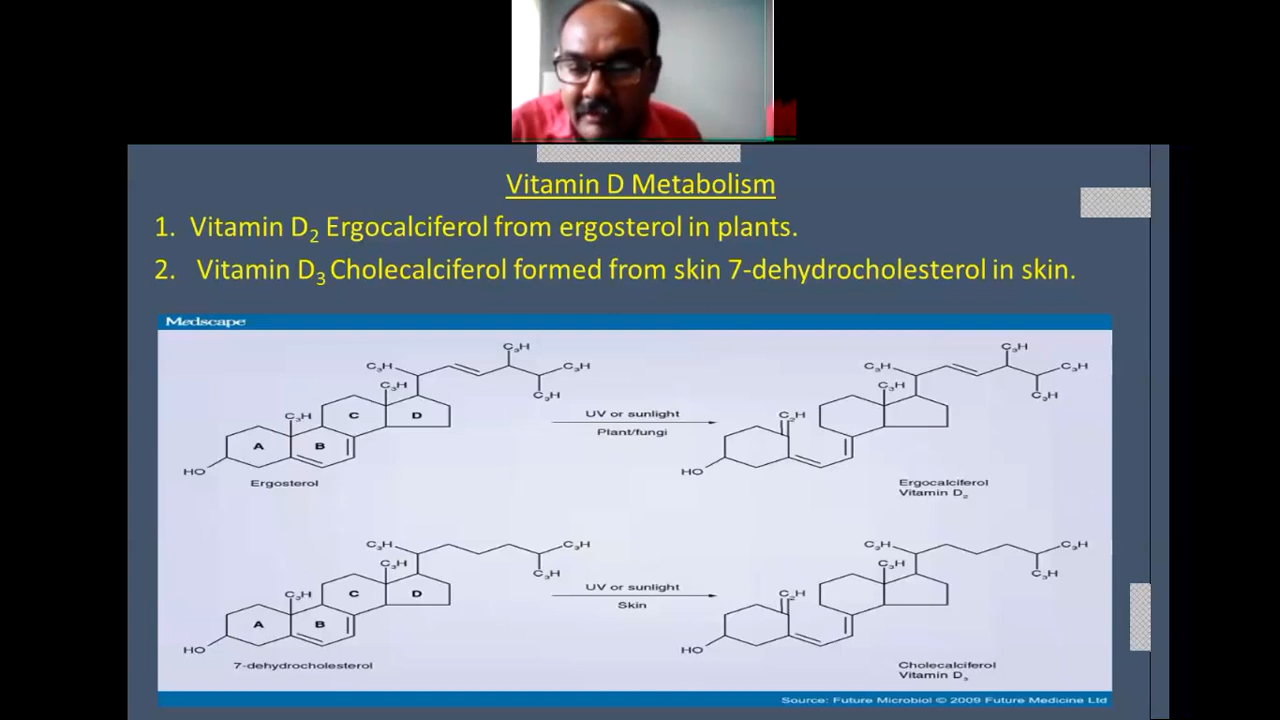 Vitamin D Metabolism
1. Vitamin D₂ Ergocalciferol from ergosterol in plants.
2. Vitamin D₃ Cholecalciferol formed from skin 7-dehydrocholesterol in skin.
Medscape
C₃H
C₃H
C₃H
C₃H
C₃H
C₃H
A
B
C
D
HO
Ergosterol
UV or sunlight
Plant/fungi
C₃H
C₃H
C₃H
C₃H
C₃H
C₂H
HO
Ergocalciferol
Vitamin D₂
C₃H
C₃H
C₃H
C₃H
C₃H
A
B
C
D
HO
7-dehydrocholesterol
UV or sunlight
Skin
C₃H
C₃H
C₃H
C₃H
C₂H
HO
Cholecalciferol
Vitamin D₃
Source: Future Microbiol © 2009 Future Medicine Ltd